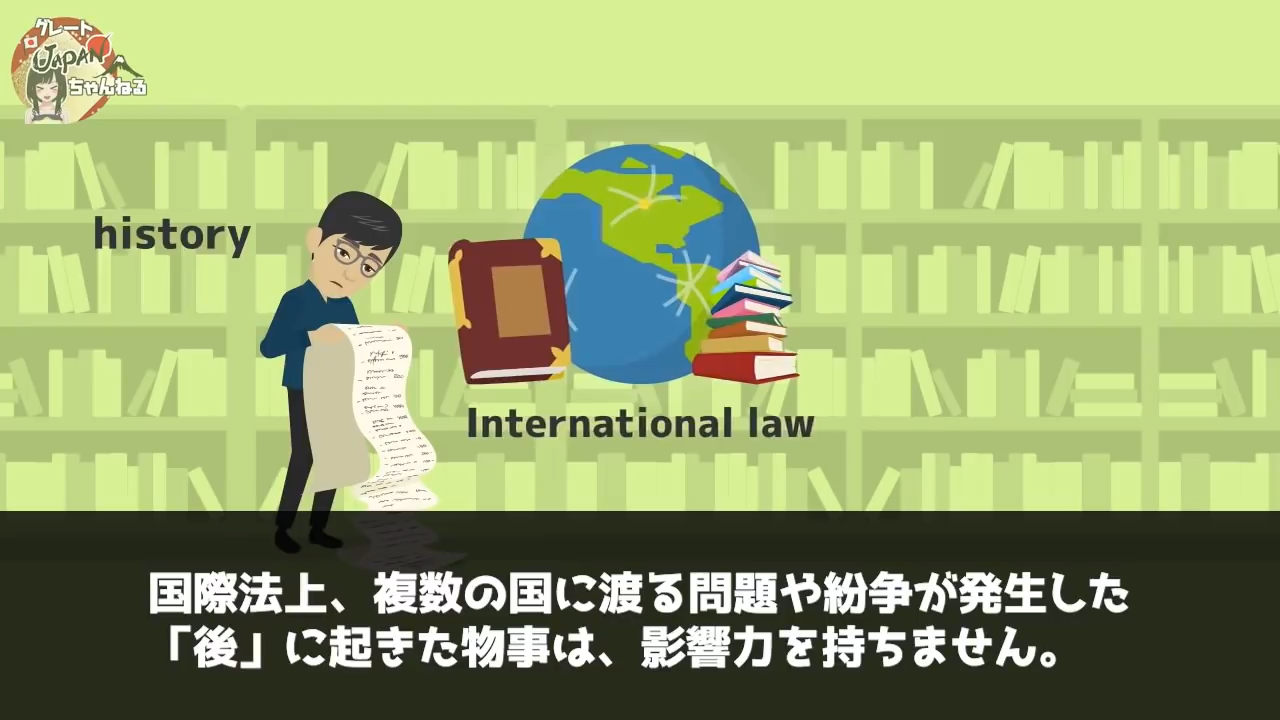 グレート
JAPAN
ちゃんねる
history
International law
国際法上、複数の国に渡る問題や紛争が発生した
「後」に起きた物事は、影響力を持ちません。